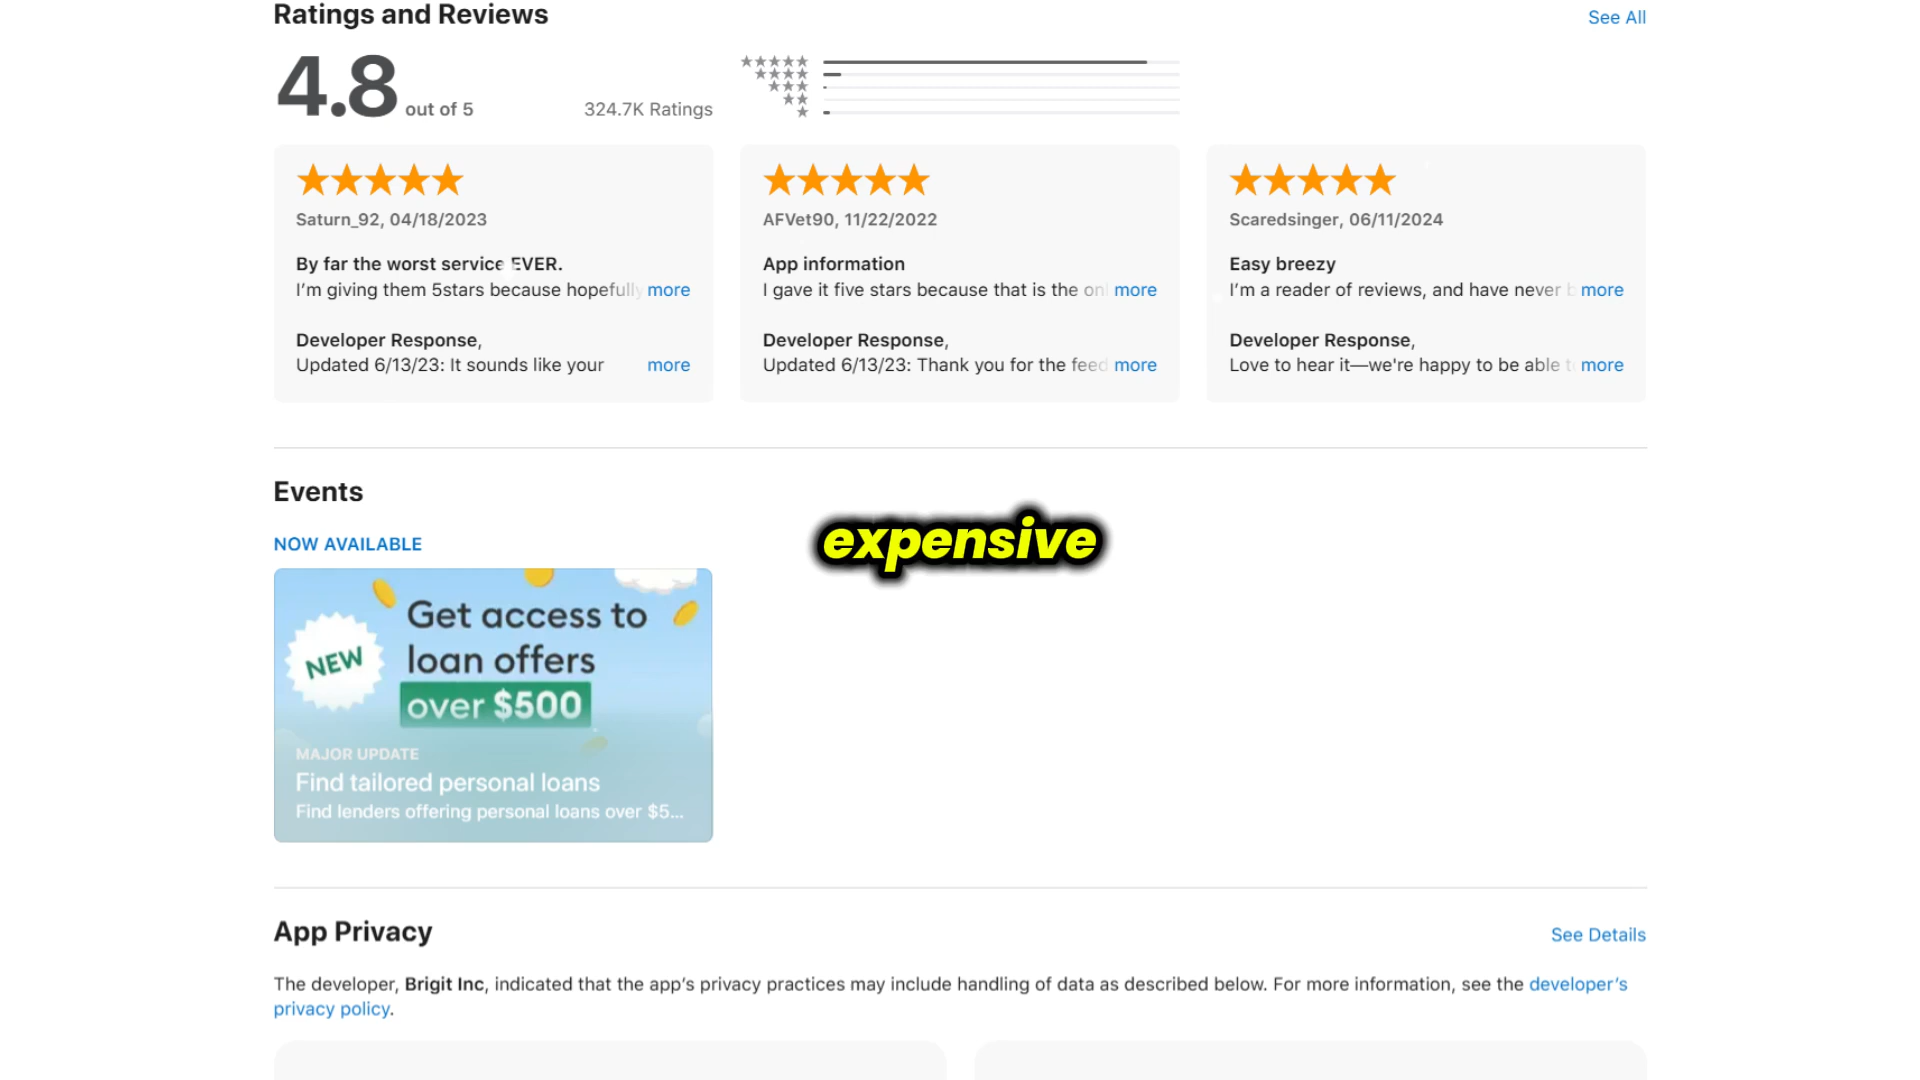 Ratings and Reviews
See All
4.8 out of 5
324.7K Ratings
Saturn_92, 04/18/2023
By far the worst service EVER.
I'm giving them 5stars because hopefully more
Developer Response,
Updated 6/13/23: It sounds like your more
AFVet90, 11/22/2022
App information
I gave it five stars because that is the more
Developer Response,
Updated 6/13/23: Thank you for the feed more
Scaredsinger, 06/11/2024
Easy breezy
I'm a reader of reviews, and have never more
Developer Response,
Love to hear it—we're happy to be able more
Events
expensive
NOW AVAILABLE
NEW
Get access to
loan offers
over $500
MAJOR UPDATE
Find tailored personal loans
Find lenders offering personal loans over $5...
App Privacy
See Details
The developer, Brigit Inc, indicated that the app's privacy practices may include handling of data as described below. For more information, see the developer's
privacy policy.